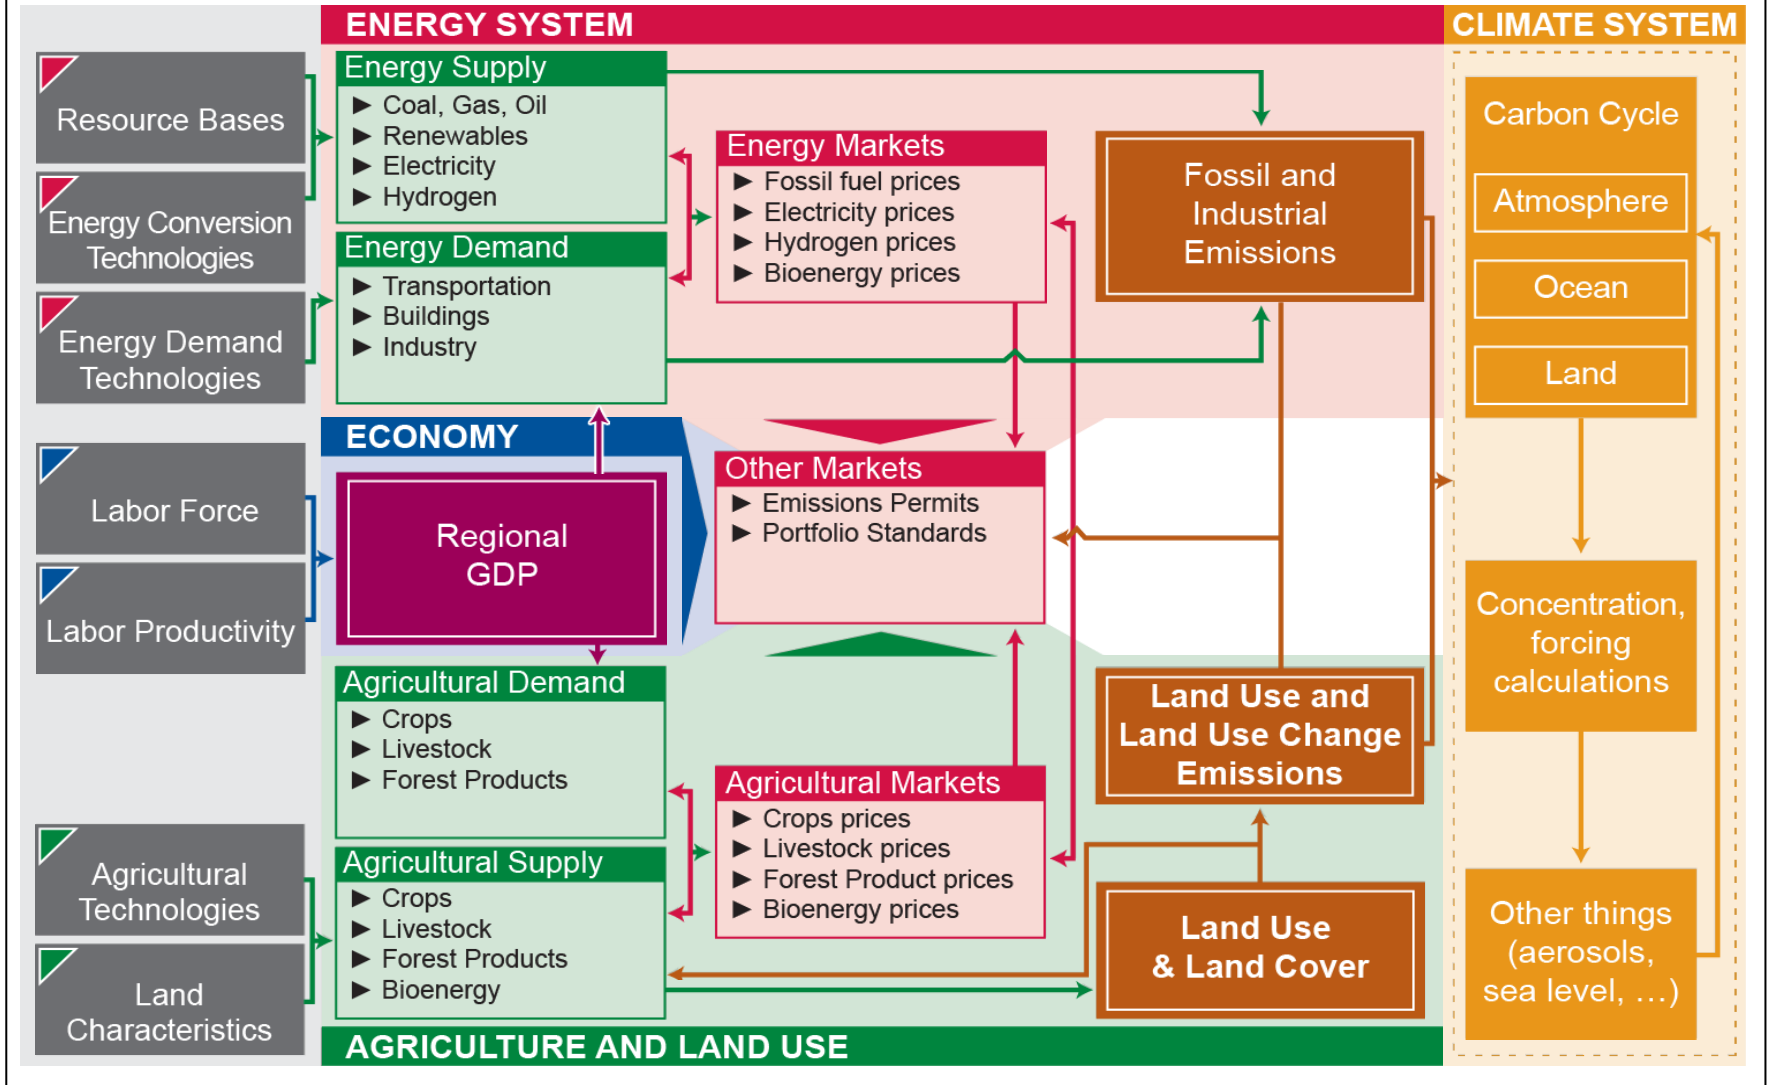 ENERGY SYSTEM
CLIMATE SYSTEM
Resource Bases
Energy Conversion
Technologies
Energy Demand
Technologies
Labor Force
Labor Productivity
Agricultural
Technologies
Land
Characteristics
Energy Supply
► Coal, Gas, Oil
► Renewables
► Electricity
► Hydrogen
Energy Demand
► Transportation
► Buildings
► Industry
ECONOMY
Regional
GDP
Agricultural Demand
► Crops
► Livestock
► Forest Products
Agricultural Supply
► Crops
► Livestock
► Forest Products
► Bioenergy
Energy Markets
► Fossil fuel prices
► Electricity prices
► Hydrogen prices
► Bioenergy prices
Other Markets
► Emissions Permits
► Portfolio Standards
Agricultural Markets
► Crops prices
► Livestock prices
► Forest Product prices
► Bioenergy prices
Fossil and
Industrial
Emissions
Land Use and
Land Use Change
Emissions
Land Use
& Land Cover
Carbon Cycle
Atmosphere
Ocean
Land
Concentration,
forcing
calculations
Other things
(aerosols,
sea level, …)
AGRICULTURE AND LAND USE